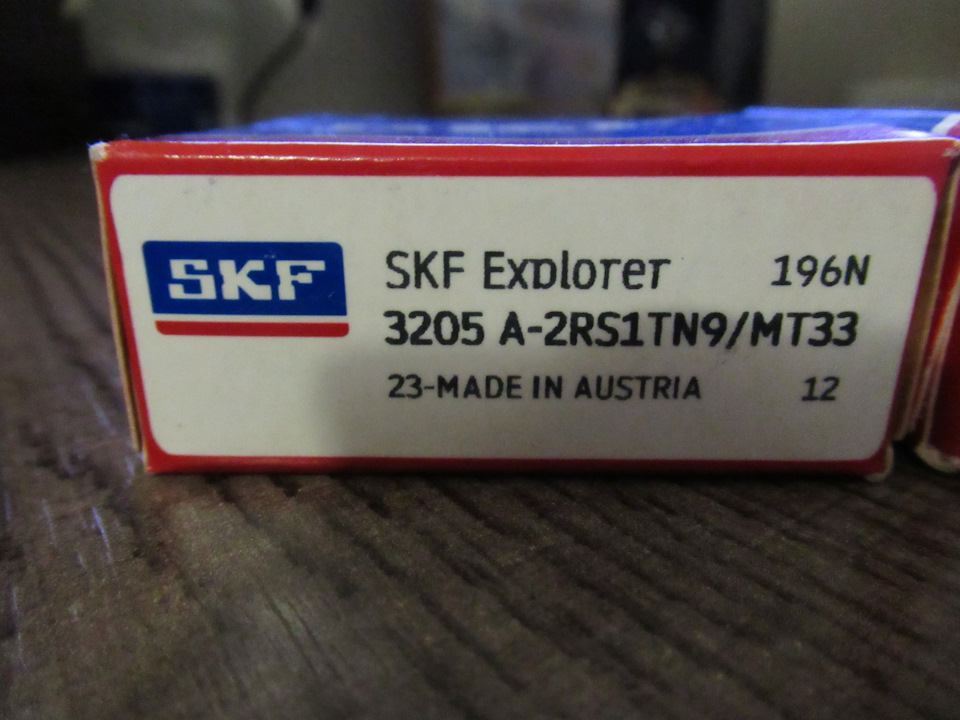 SKF
SKF Explorer 196N
3205 A-2RS1TN9/MT33
23-MADE IN AUSTRIA 12